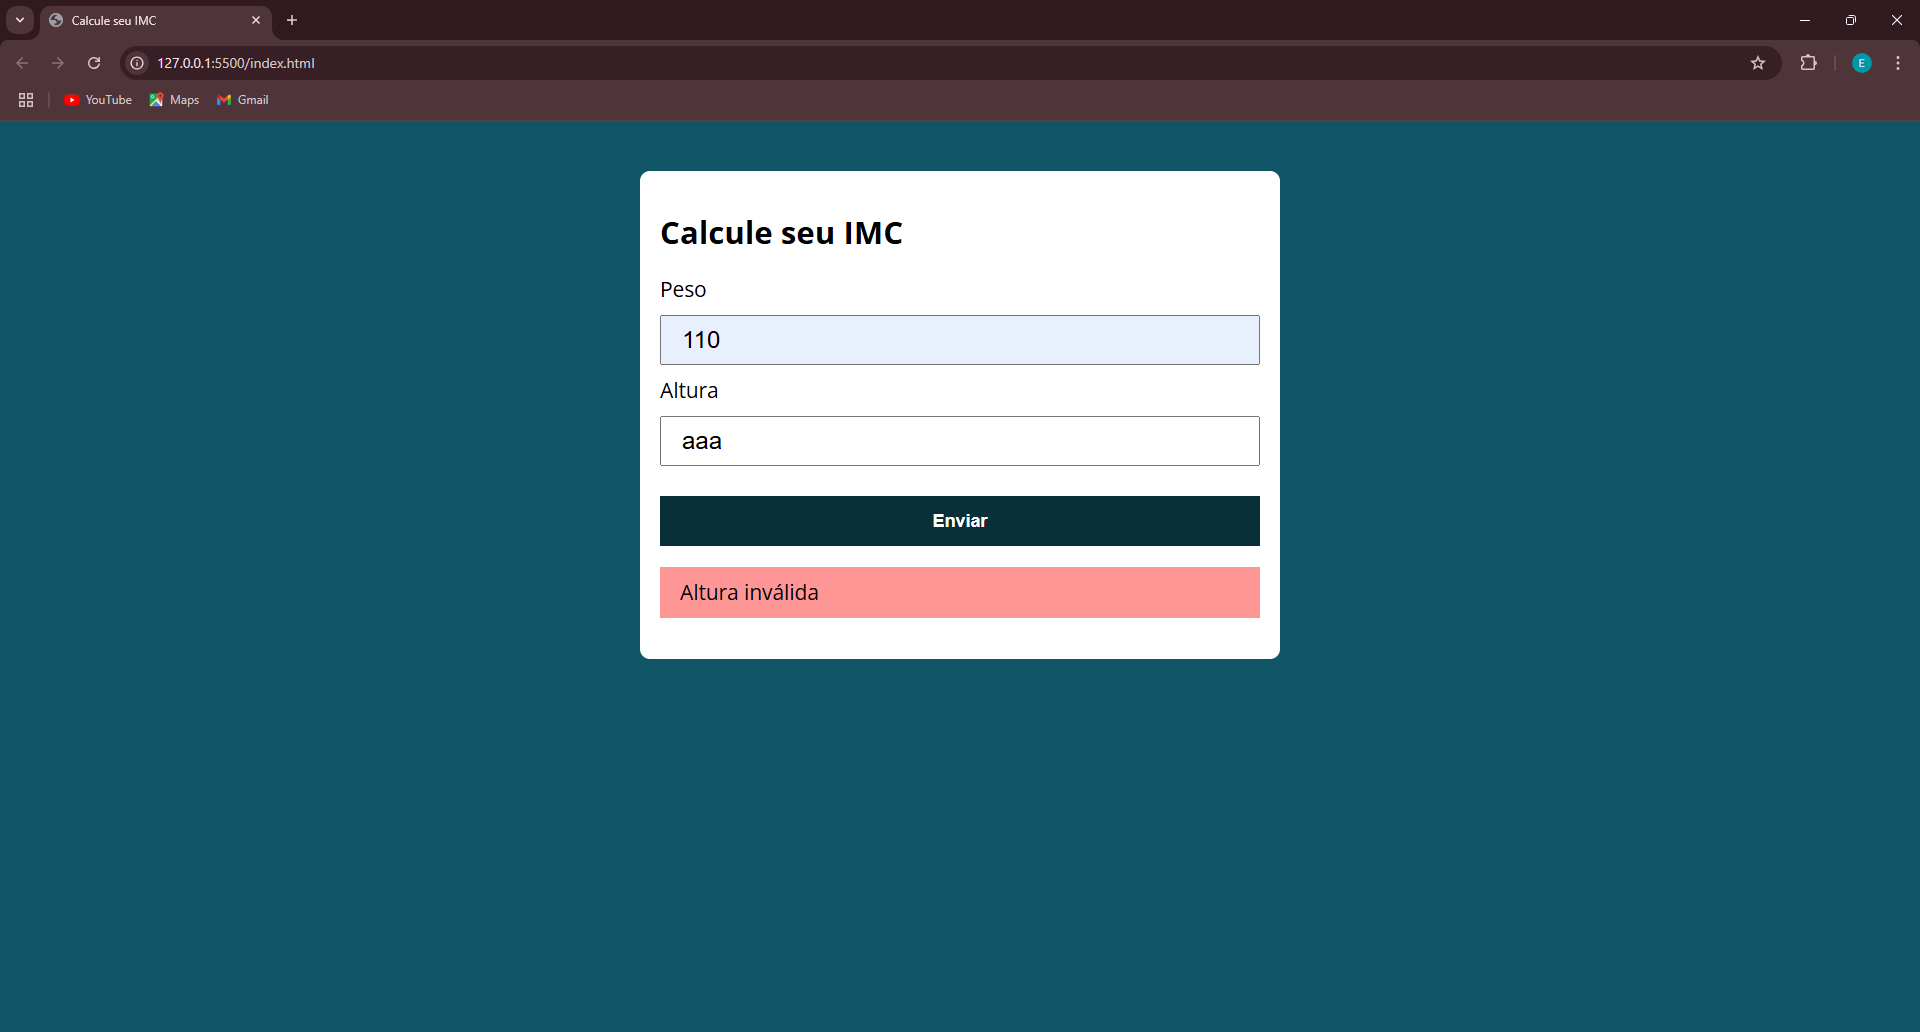 Calcule seu IMC
127.0.0.1:5500/index.html
E
YouTube
Maps
Gmail
Calcule seu IMC
Peso
110
Altura
aaa
Enviar
Altura inválida